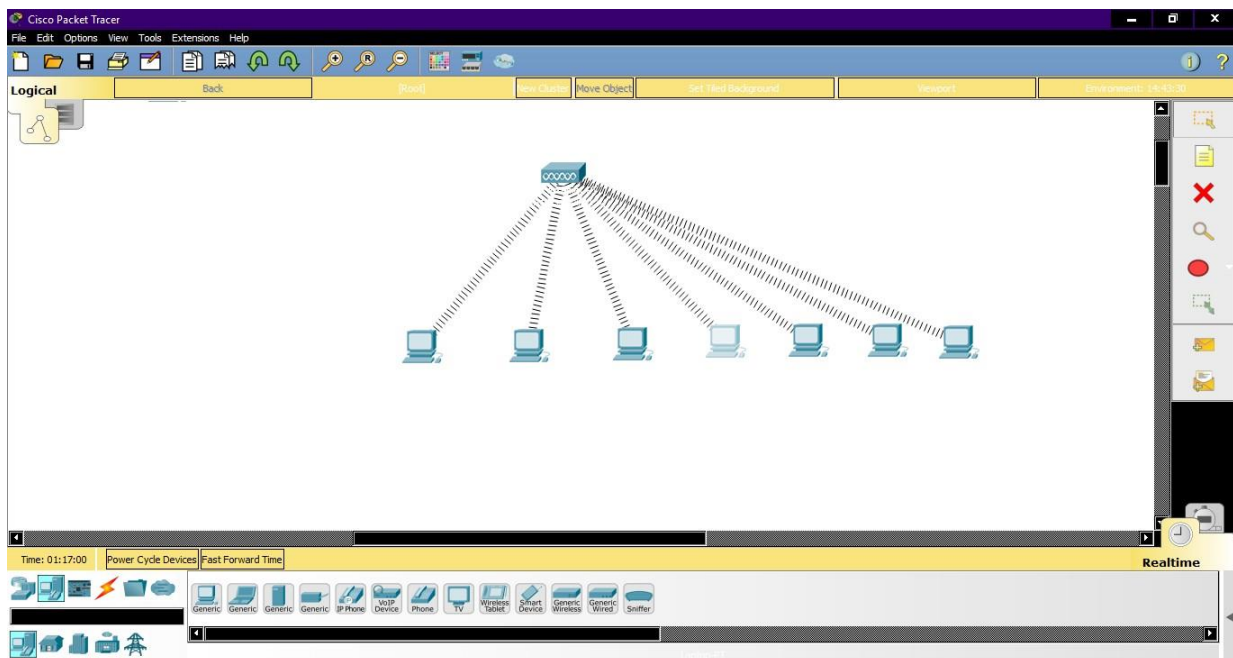 Cisco Packet Tracer
File Edit Options View Tools Extensions Help
Logical Back [Root] New Cluster Move Object Set Tiled Background Viewport Environment: 14:43:30
Time: 01:17:00 Power Cycle Devices Fast Forward Time
Realtime
Generic Generic Generic Generic IP Phone VoIP Device Phone TV Wireless Tablet Smart Device Generic Wireless Generic Wired Sniffer